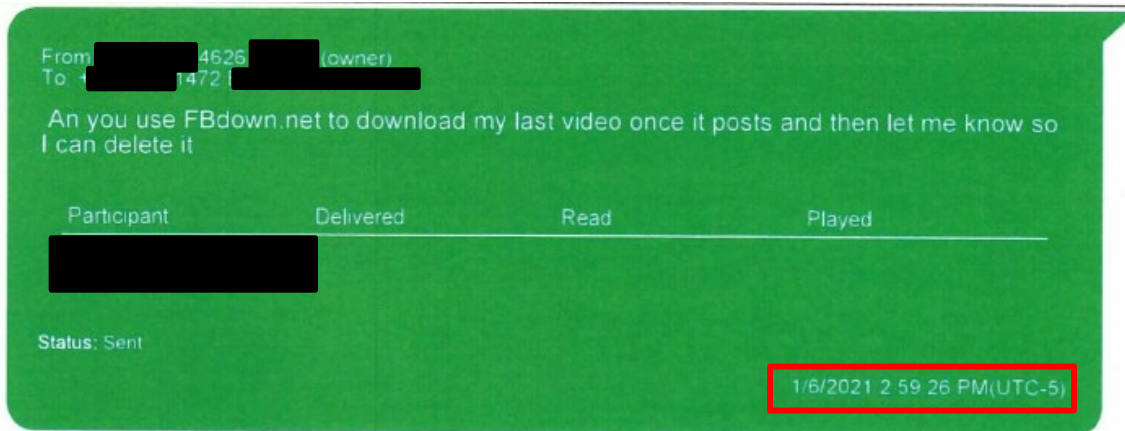 From 4626 (owner)
To: + 1472
An you use FBdown.net to download my last video once it posts and then let me know so
I can delete it
Participant Delivered Read Played
Status: Sent
1/6/2021 2:59:26 PM(UTC-5)